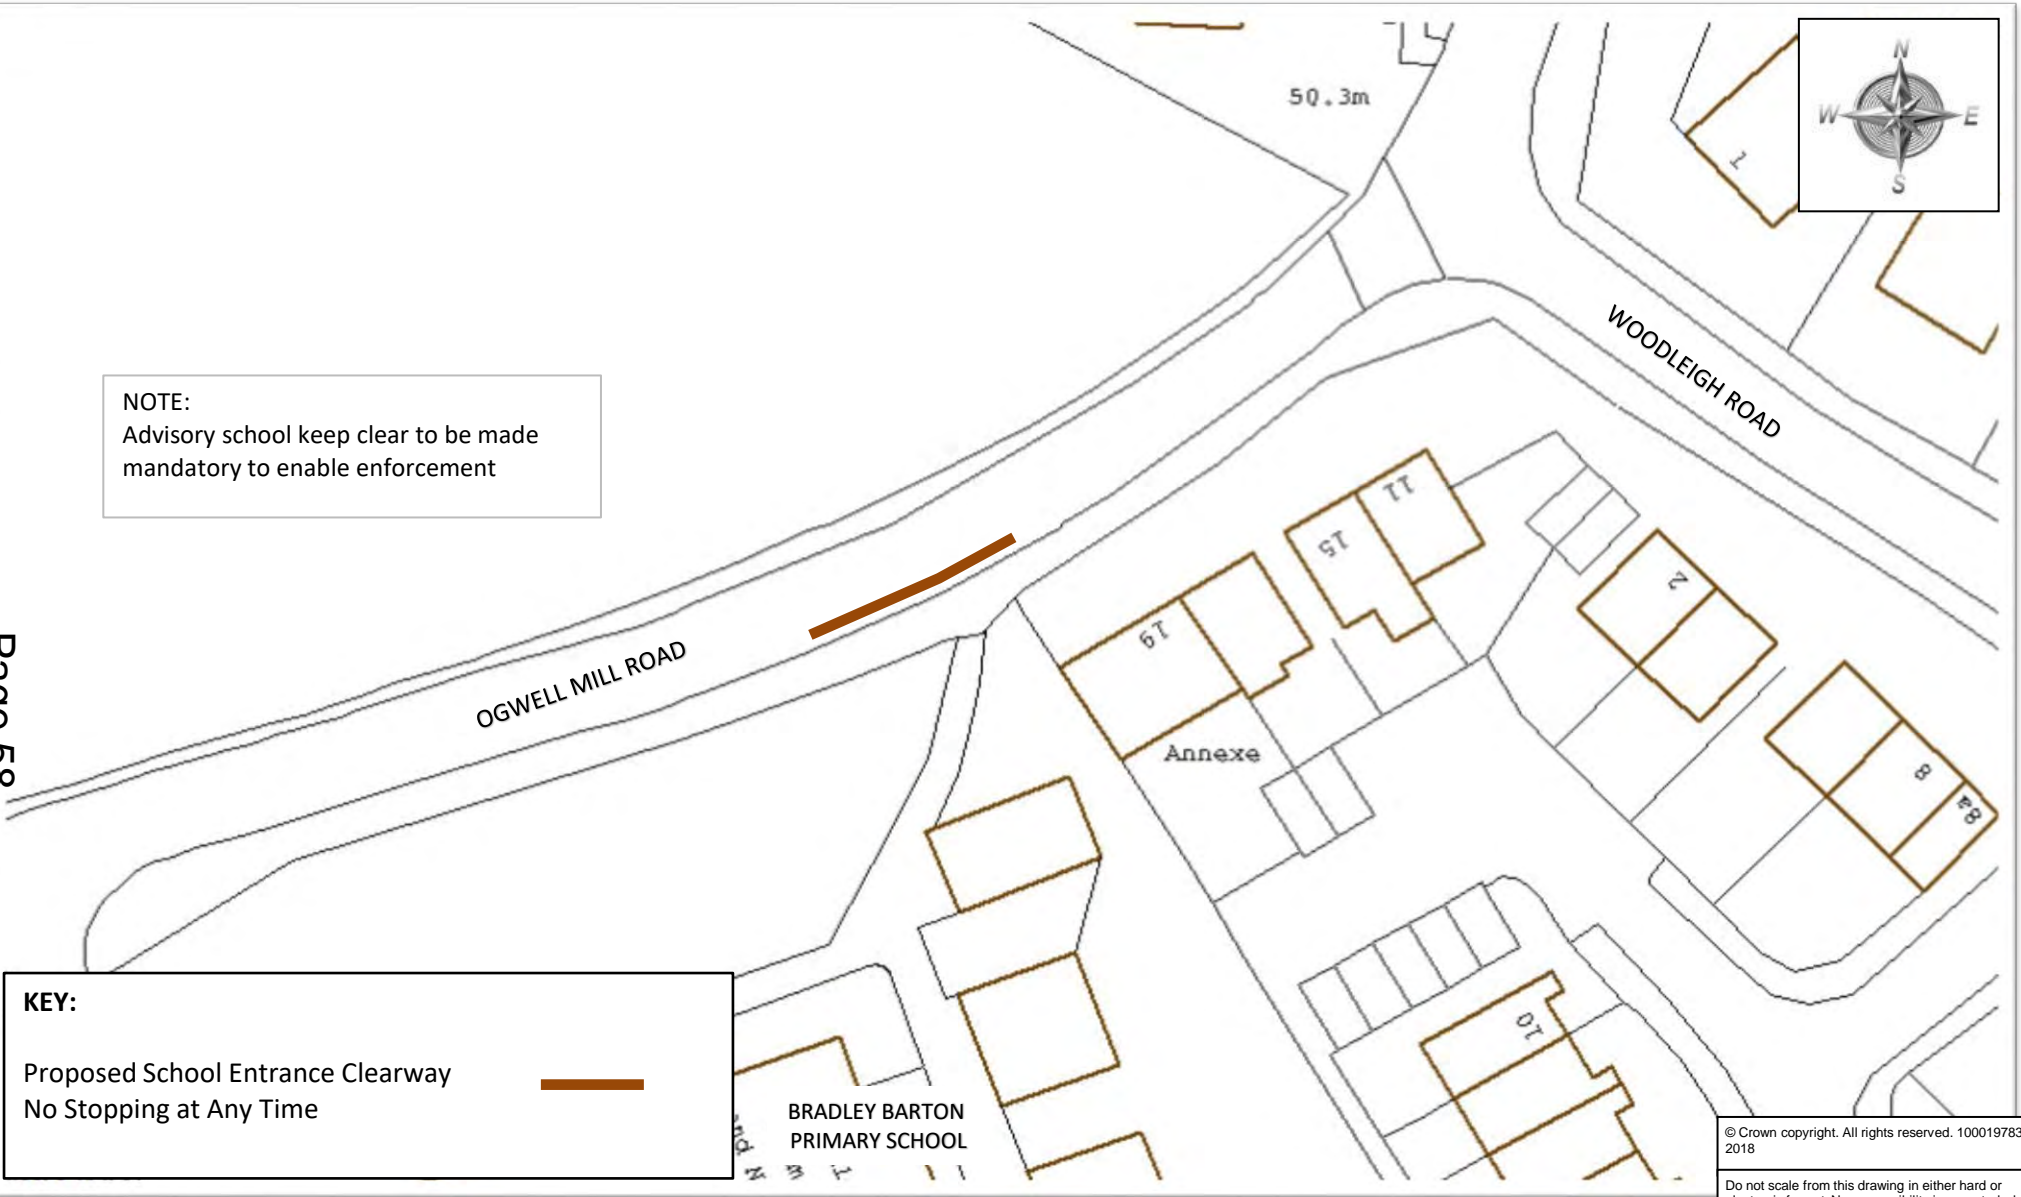 50.3m
N
W
E
S
1
WOODLEIGH ROAD
NOTE:
Advisory school keep clear to be made
mandatory to enable enforcement
11
15
19
2
OGWELL MILL ROAD
Annexe
8
8a
Page 58
10
KEY:
Proposed School Entrance Clearway
No Stopping at Any Time
BRADLEY BARTON
PRIMARY SCHOOL
© Crown copyright. All rights reserved. 100019783
2018
Do not scale from this drawing in either hard or